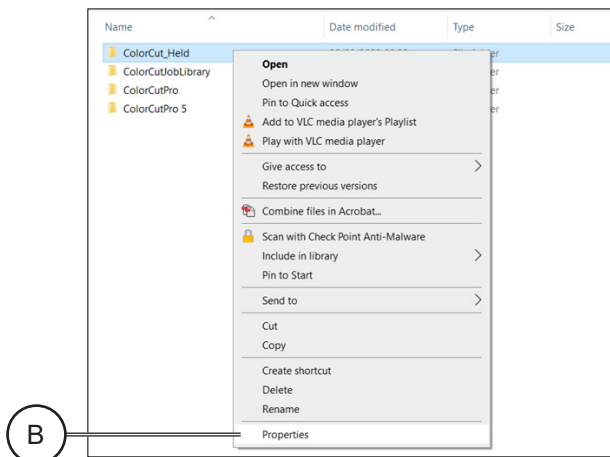 Name Date modified Type Size
ColorCut_Held
ColorCutJobLibrary
ColorCutPro
ColorCutPro 5
Open
Open in new window
Pin to Quick access
Add to VLC media player's Playlist
Play with VLC media player
Give access to
Restore previous versions
Combine files in Acrobat...
Scan with Check Point Anti-Malware
Include in library
Pin to Start
Send to
Cut
Copy
Create shortcut
Delete
Rename
B
Properties